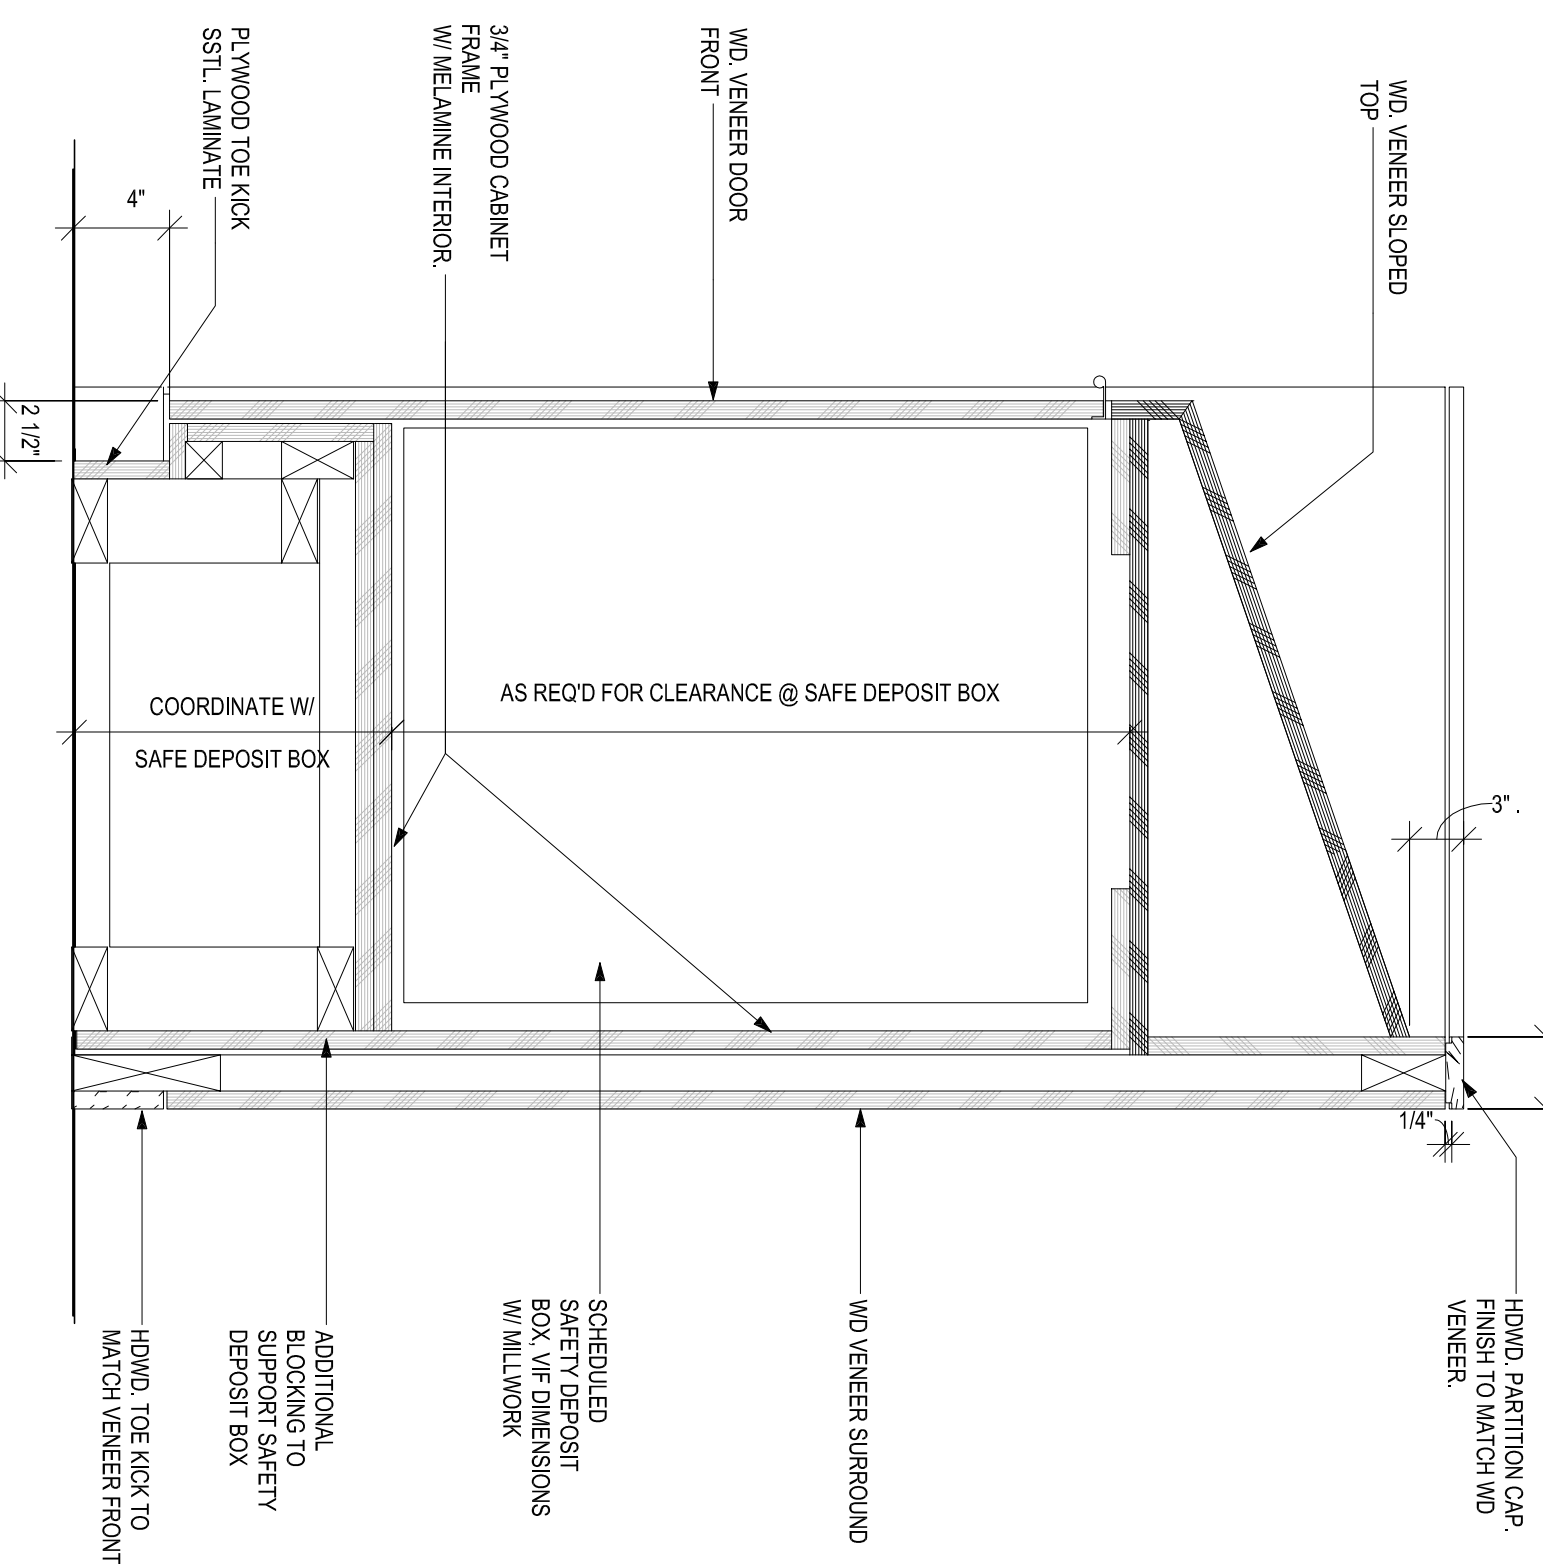 WD. VENEER SLOPED
TOP
WD. VENEER DOOR
FRONT
3/4" PLYWOOD CABINET
FRAME
W/ MELAMINE INTERIOR.
PLYWOOD TOE KICK
SSTL. LAMINATE
4"
2 1/2"
COORDINATE W/
SAFE DEPOSIT BOX
AS REQ'D FOR CLEARANCE @ SAFE DEPOSIT BOX
3" .
1/4"
HDWD. PARTITION CAP.
FINISH TO MATCH WD
VENEER.
WD VENEER SURROUND
SCHEDULED
SAFETY DEPOSIT
BOX, VIF DIMENSIONS
W/ MILLWORK
ADDITIONAL
BLOCKING TO
SUPPORT SAFETY
DEPOSIT BOX
HDWD. TOE KICK TO
MATCH VENEER FRONT